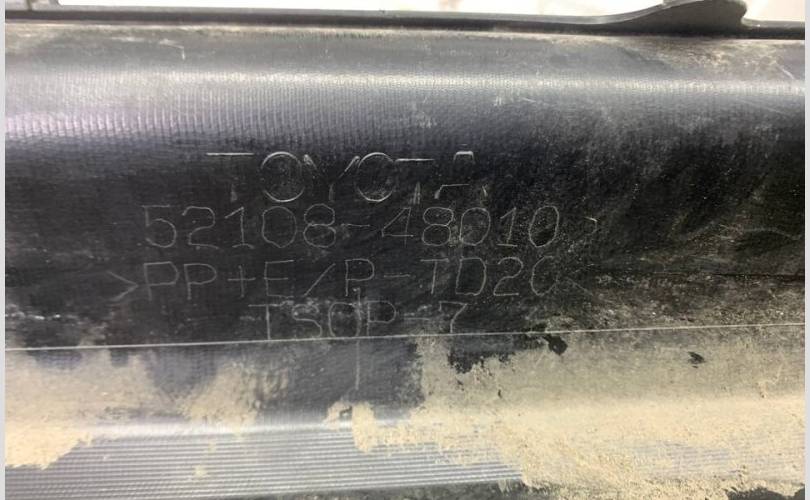 TOYOTA
52108-48010
>PP+E/P-TD20<
TSOP-7